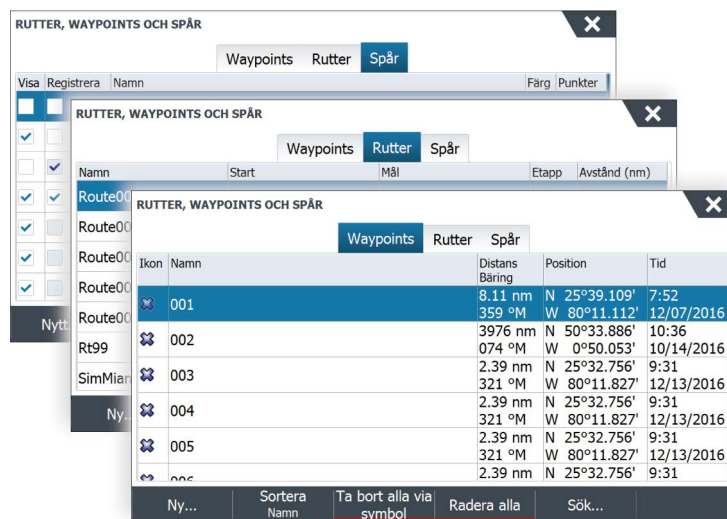 RUTTER, WAYPOINTS OCH SPÅR
Waypoints Rutter Spår
Visa Registrera Namn Färg Punkter
Nytt...
RUTTER, WAYPOINTS OCH SPÅR
Waypoints Rutter Spår
Namn Start Mål Etapp Avstånd (nm)
Route00
Route00
Route00
Route00
Rt99
Ny...
RUTTER, WAYPOINTS OCH SPÅR
Waypoints Rutter Spår
Ikon Namn Distans Position Tid
Bäring
001 8.11 nm N 25°39.109' 7:52
359 °M W 80°11.112' 12/07/2016
002 3976 nm N 50°33.886' 10:36
074 °M W 0°50.053' 10/14/2016
003 2.39 nm N 25°32.756' 9:31
321 °M W 80°11.827' 12/13/2016
004 2.39 nm N 25°32.756' 9:31
321 °M W 80°11.827' 12/13/2016
005 2.39 nm N 25°32.756' 9:31
321 °M W 80°11.827' 12/13/2016
2.39 nm N 25°32.756' 9:31
Ny... Sortera Namn Ta bort alla via symbol Radera alla Sök...